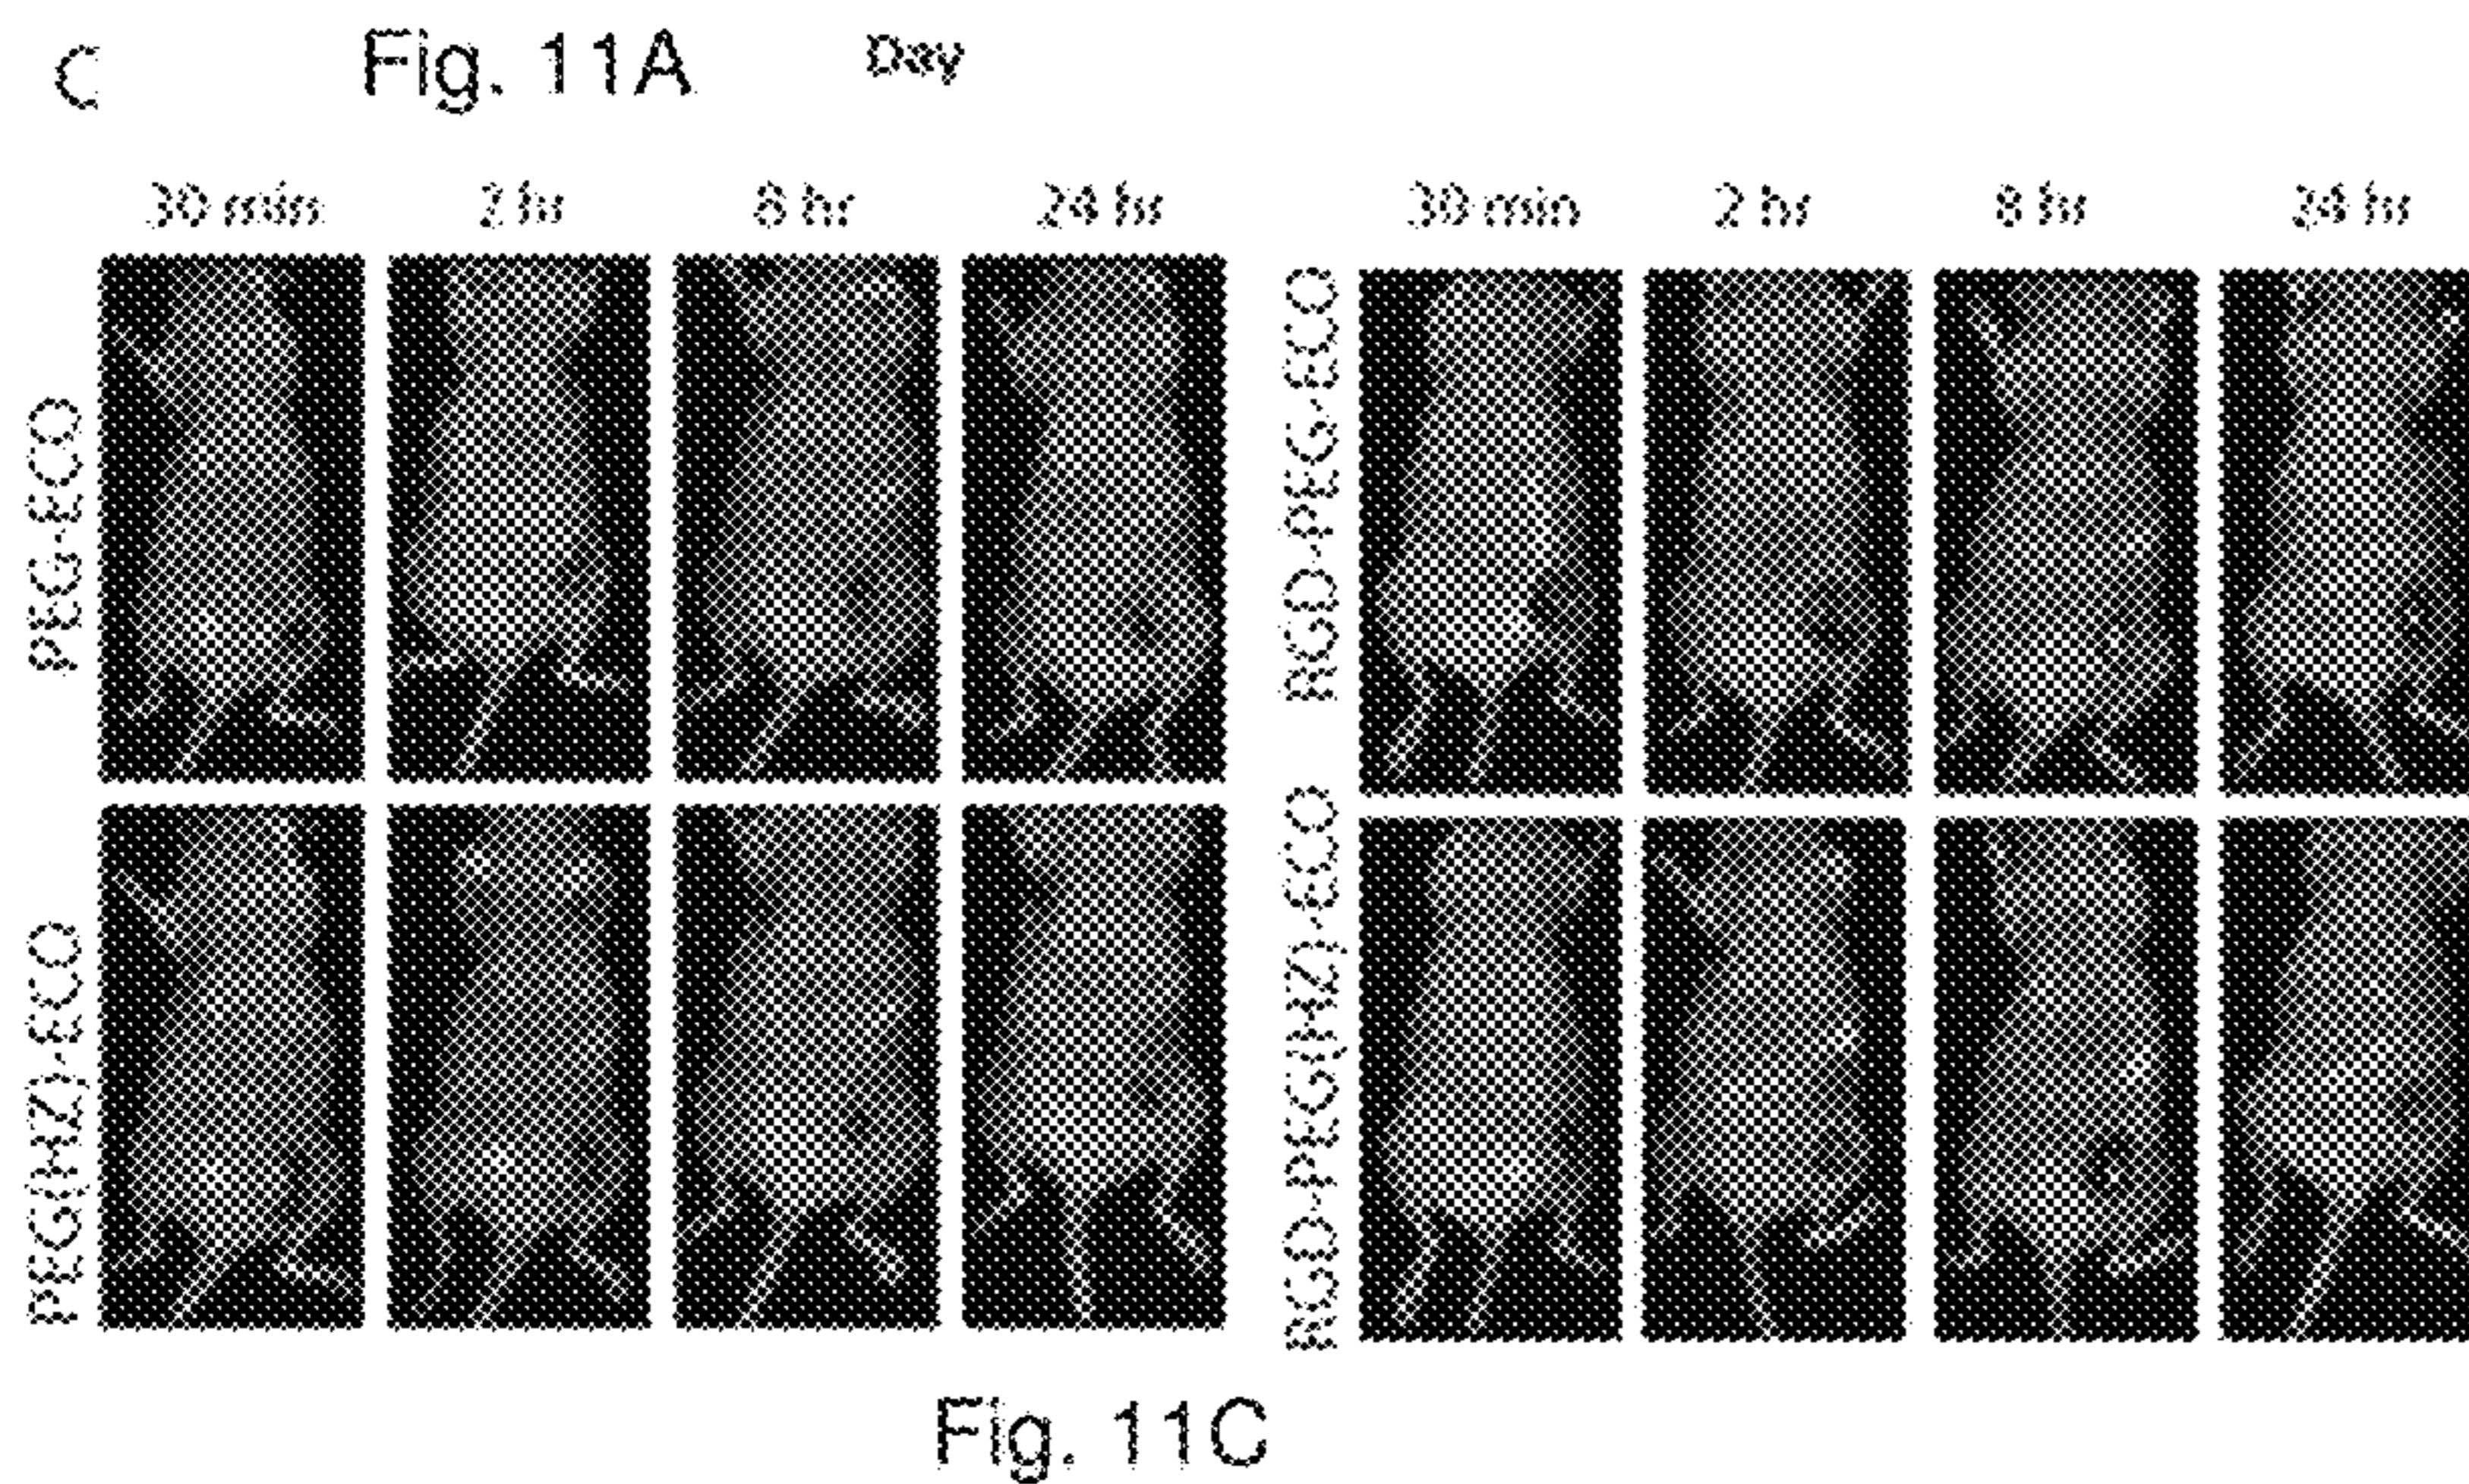 C Fig. 11A Day
30 min 2 hr 8 hr 24 hr 30 min 2 hr 8 hr 24 hr
PEG-ECO
RGD-PEG-ECO
PEG(HZ)-ECO
RGD-PEG(HZ)-ECO
Fig. 11C